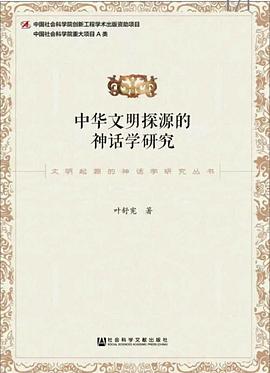 中国社会科学院创新工程学术出版资助项目
中国社会科学院重大项目A类
中华文明探源的
神话学研究
文明起源的神话学研究丛书
叶舒宪 著
社会科学文献出版社
SOCIAL SCIENCES ACADEMIC PRESS (CHINA)